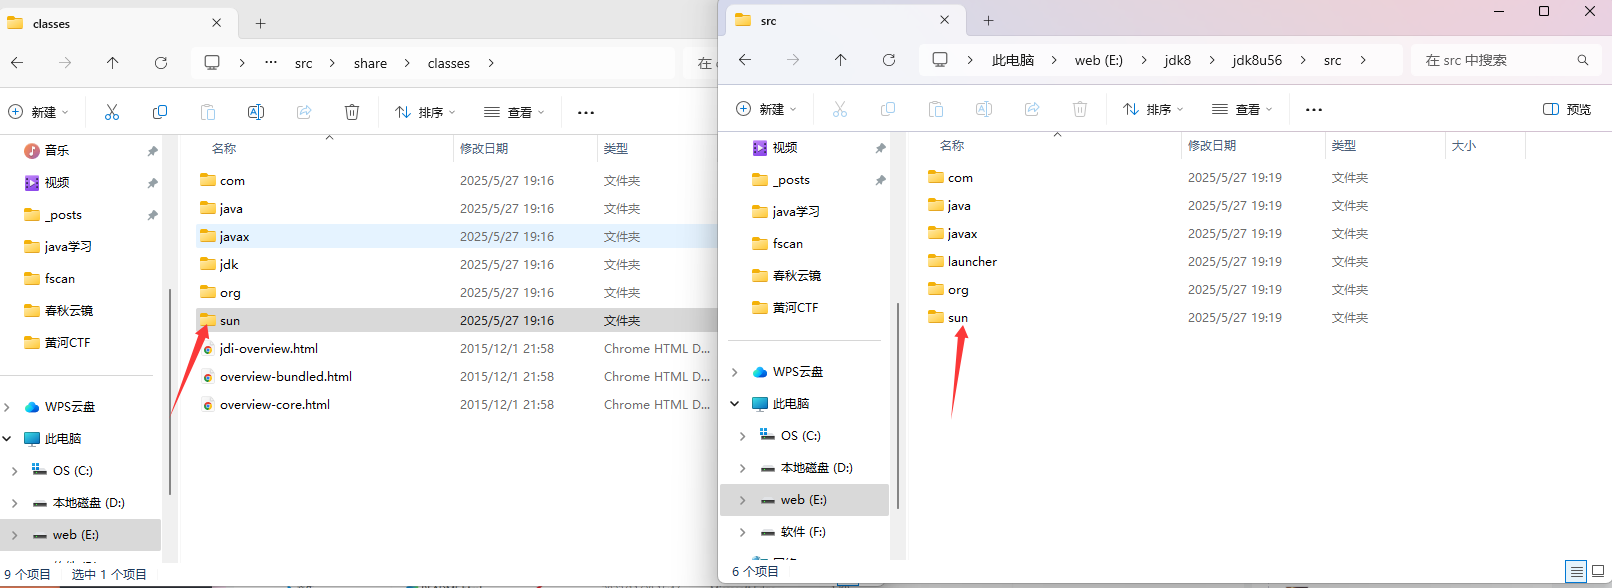 classes
… src share classes
在
新建 排序 查看
音乐
视频
_posts
java学习
fscan
春秋云镜
黄河CTF
WPS云盘
此电脑
OS (C:)
本地磁盘 (D:)
web (E:)
名称 修改日期 类型
com 2025/5/27 19:16 文件夹
java 2025/5/27 19:16 文件夹
javax 2025/5/27 19:16 文件夹
jdk 2025/5/27 19:16 文件夹
org 2025/5/27 19:16 文件夹
sun 2025/5/27 19:16 文件夹
jdi-overview.html 2015/12/1 21:58 Chrome HTML D...
overview-bundled.html 2015/12/1 21:58 Chrome HTML D...
overview-core.html 2015/12/1 21:58 Chrome HTML D...
9 个项目 选中 1 个项目
src
此电脑 web (E:) jdk8 jdk8u56 src
在 src 中搜索
新建 排序 查看 预览
视频
_posts
java学习
fscan
春秋云镜
黄河CTF
WPS云盘
此电脑
OS (C:)
本地磁盘 (D:)
web (E:)
软件 (F:)
名称 修改日期 类型 大小
com 2025/5/27 19:19 文件夹
java 2025/5/27 19:19 文件夹
javax 2025/5/27 19:19 文件夹
launcher 2025/5/27 19:19 文件夹
org 2025/5/27 19:19 文件夹
sun 2025/5/27 19:19 文件夹
6 个项目